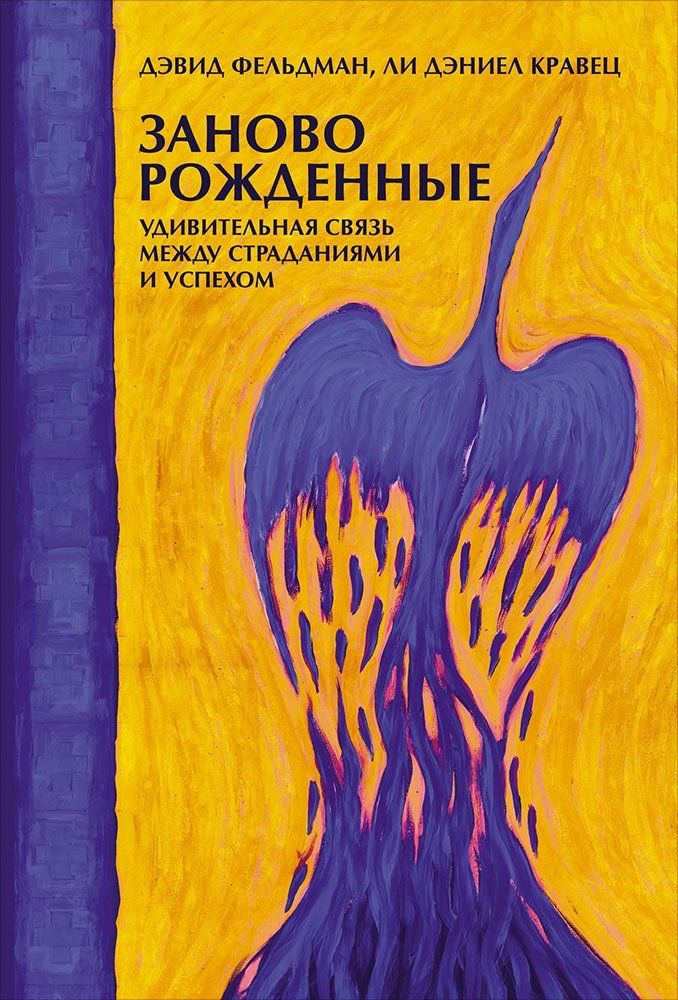 ДЭВИД ФЕЛЬДМАН, ЛИ ДЭНИЕЛ КРАВЕЦ
ЗАНОВО
РОЖДЕННЫЕ
УДИВИТЕЛЬНАЯ СВЯЗЬ
МЕЖДУ СТРАДАНИЯМИ
И УСПЕХОМ